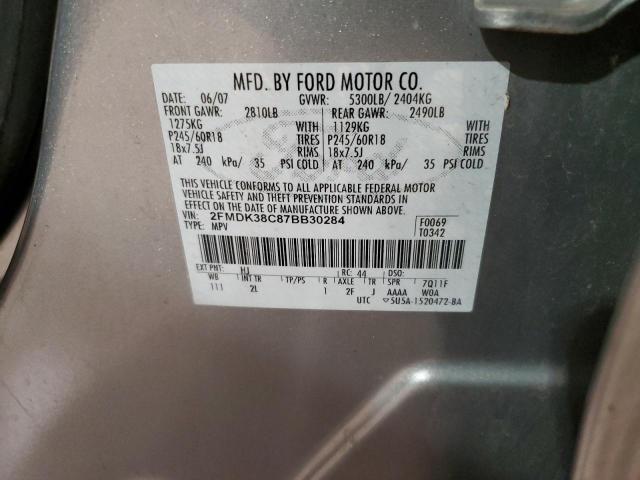 MFD. BY FORD MOTOR CO.
DATE: 06/07 GVWR: 5300LB/ 2404KG
FRONT GAWR: 2810LB REAR GAWR: 2490LB
1275KG WITH 1129KG WITH
P245/60R18 TIRES P245/60R18 TIRES
18x7.5J RIMS 18x7.5J RIMS
AT 240 kPa/ 35 PSI COLD AT 240 kPa/ 35 PSI COLD
THIS VEHICLE CONFORMS TO ALL APPLICABLE FEDERAL MOTOR
VEHICLE SAFETY AND THEFT PREVENTION STANDARDS IN
EFFECT ON THE DATE OF MANUFACTURE SHOWN ABOVE.
VIN: 2FMDK38C87BB30284 F0069
TYPE: MPV T0342
EXT PNT: HJ RC: 44 DSO:
WB INT TR TP/PS R AXLE TR SPR 7Q11F
111 2L 1 2F J AAAA WOA
UTC ▽5U5A-1520472-BA